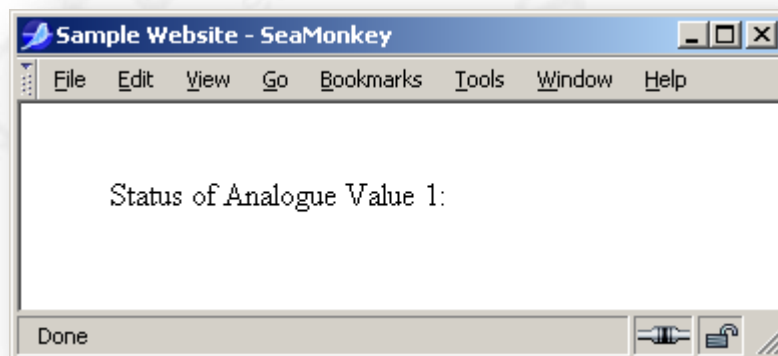 Sample Website - SeaMonkey
File Edit View Go Bookmarks Tools Window Help
Status of Analogue Value 1:
Done